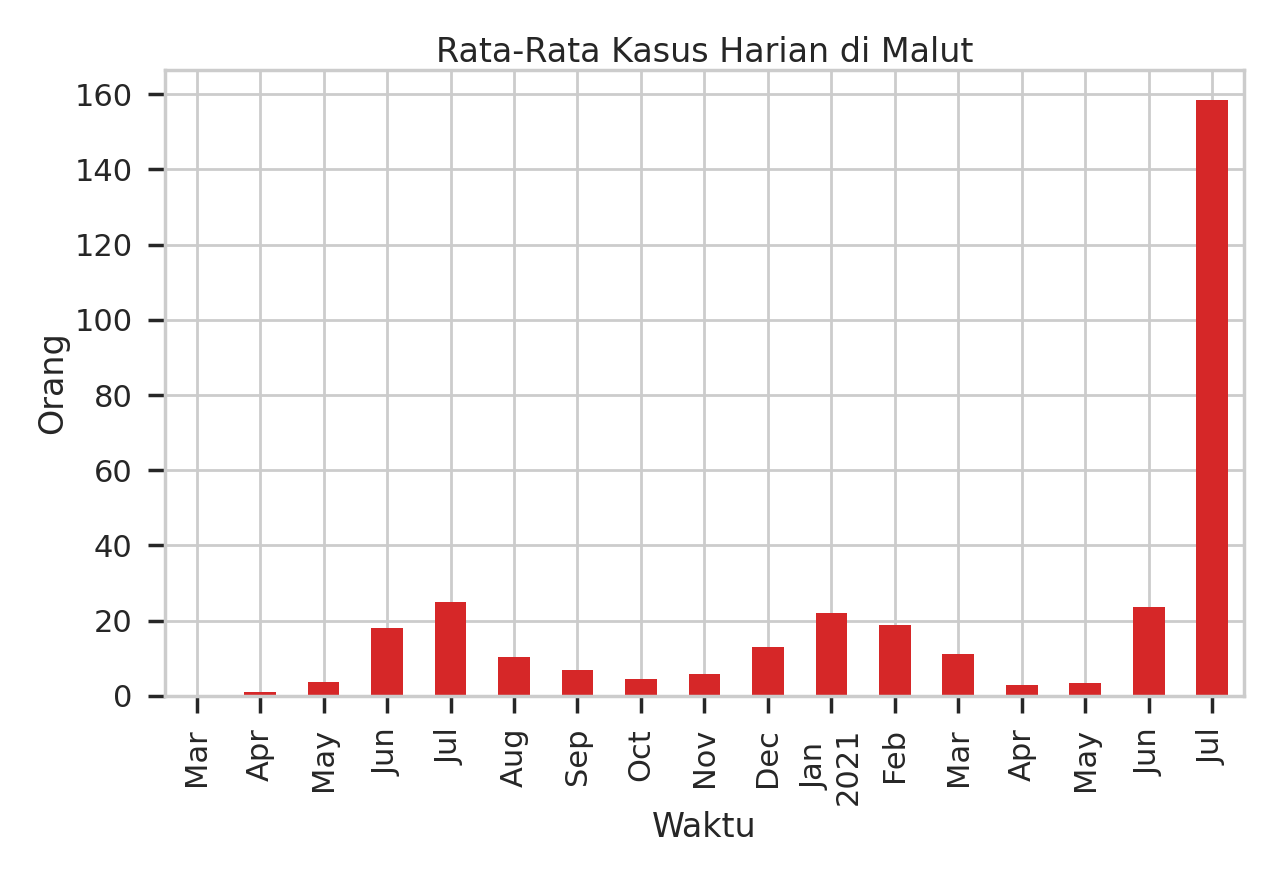 Rata-Rata Kasus Harian di Malut
160
140
120
100
80
60
40
20
0
Orang
Mar
Apr
May
Jun
Jul
Aug
Sep
Oct
Nov
Dec
Jan
2021
Feb
Mar
Apr
May
Jun
Jul
Waktu